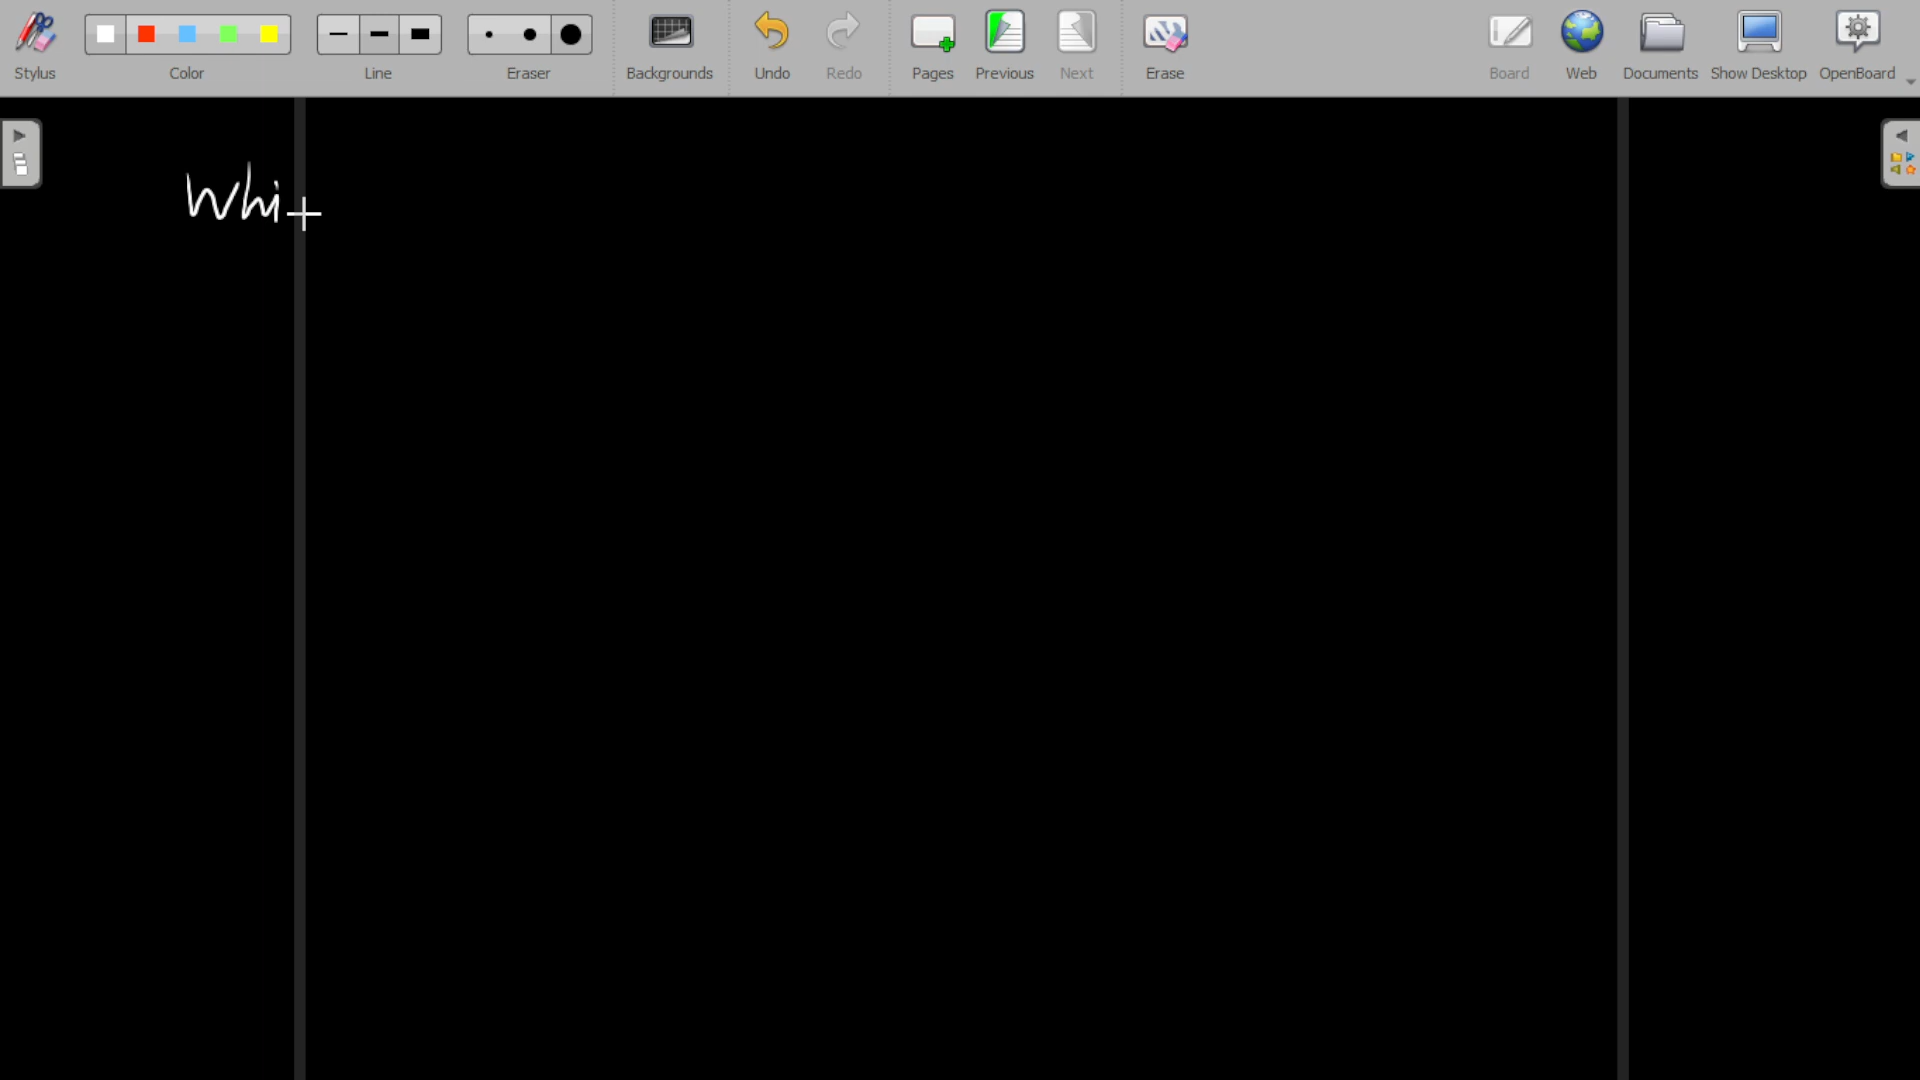 Stylus
Color
Line
Eraser
Backgrounds
Undo
Redo
Pages
Previous
Next
Erase
Board
Web
Documents
Show Desktop
OpenBoard
Whi